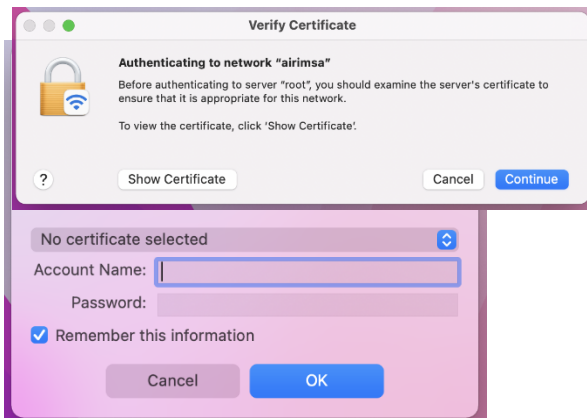 Verify Certificate
Authenticating to network “airimsa”
Before authenticating to server “root”, you should examine the server's certificate to
ensure that it is appropriate for this network.
To view the certificate, click ‘Show Certificate’.
?
Show Certificate
Cancel
Continue
No certificate selected
Account Name:
Password:
Remember this information
Cancel
OK